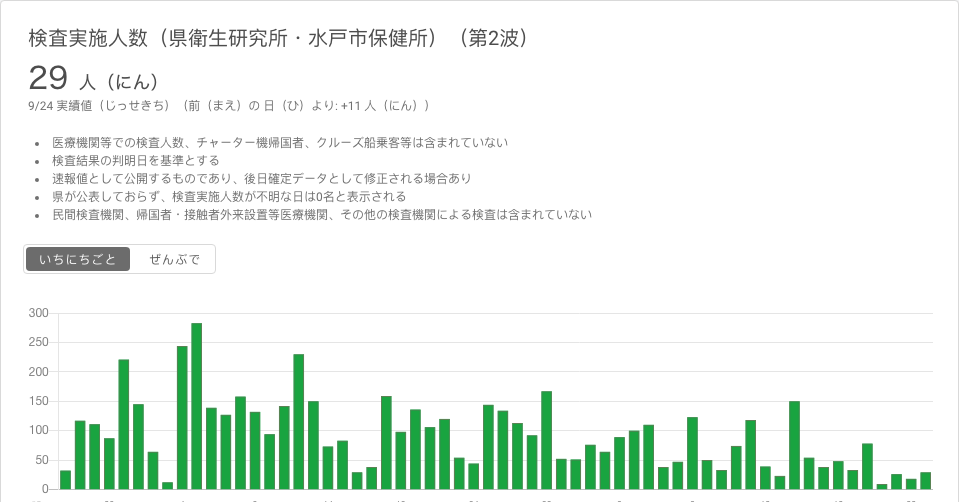 検査実施人数（県衛生研究所・水戸市保健所）（第2波）
29 人（にん）
9/24 実績値（じっせきち）（前（まえ）の 日（ひ）より: +11 人（にん））
• 医療機関等での検査人数、チャーター機帰国者、クルーズ船乗客等は含まれていない
• 検査結果の判明日を基準とする
• 速報値として公開するものであり、後日確定データとして修正される場合あり
• 県が公表しておらず、検査実施人数が不明な日は0名と表示される
• 民間検査機関、帰国者・接触者外来設置等医療機関、その他の検査機関による検査は含まれていない
いちにちごと ぜんぶで
300
250
200
150
100
50
0